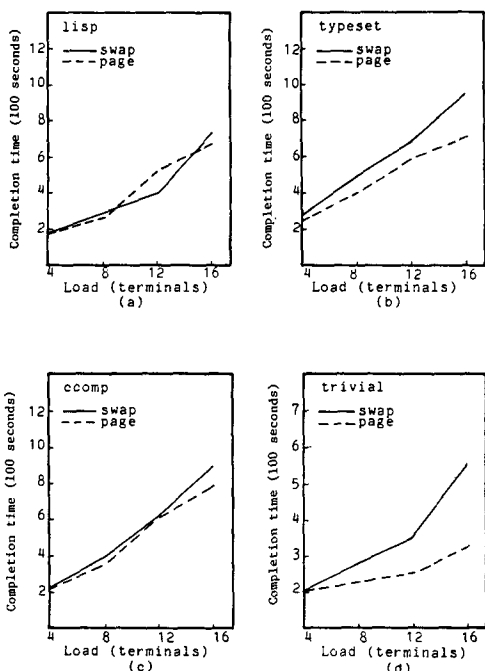 lisp
swap
page
Completion time (100 seconds)
12
10
8
6
4
2
4 8 12 16
Load (terminals)
(a)
typeset
swap
page
Completion time (100 seconds)
12
10
8
6
4
2
4 8 12 16
Load (terminals)
(b)
ccomp
swap
page
Completion time (100 seconds)
12
10
8
6
4
2
4 8 12 16
Load (terminals)
(c)
trivial
swap
page
Completion time (100 seconds)
7
6
5
4
3
2
4 8 12 16
Load (terminals)
(d)